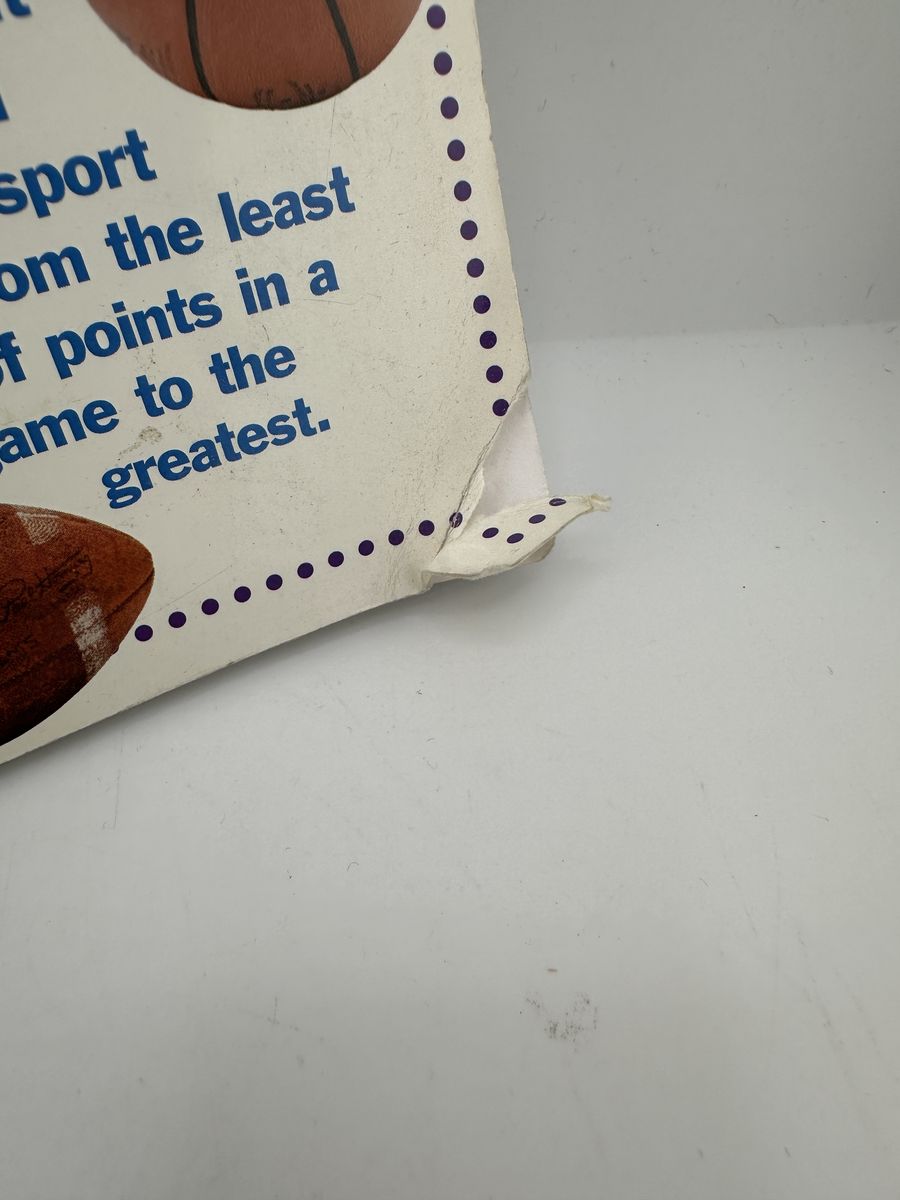 sport
om the least
f points in a
ame to the
greatest.